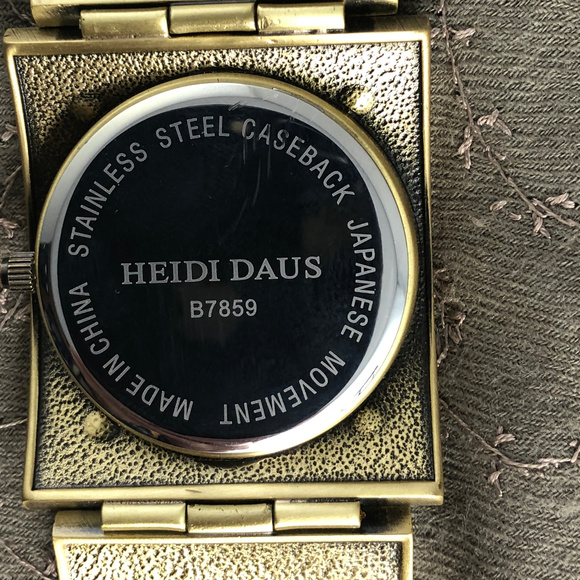 STAINLESS STEEL CASEBACK JAPANESE MOVEMENT MADE IN CHINA
HEIDI DAUS
B7859